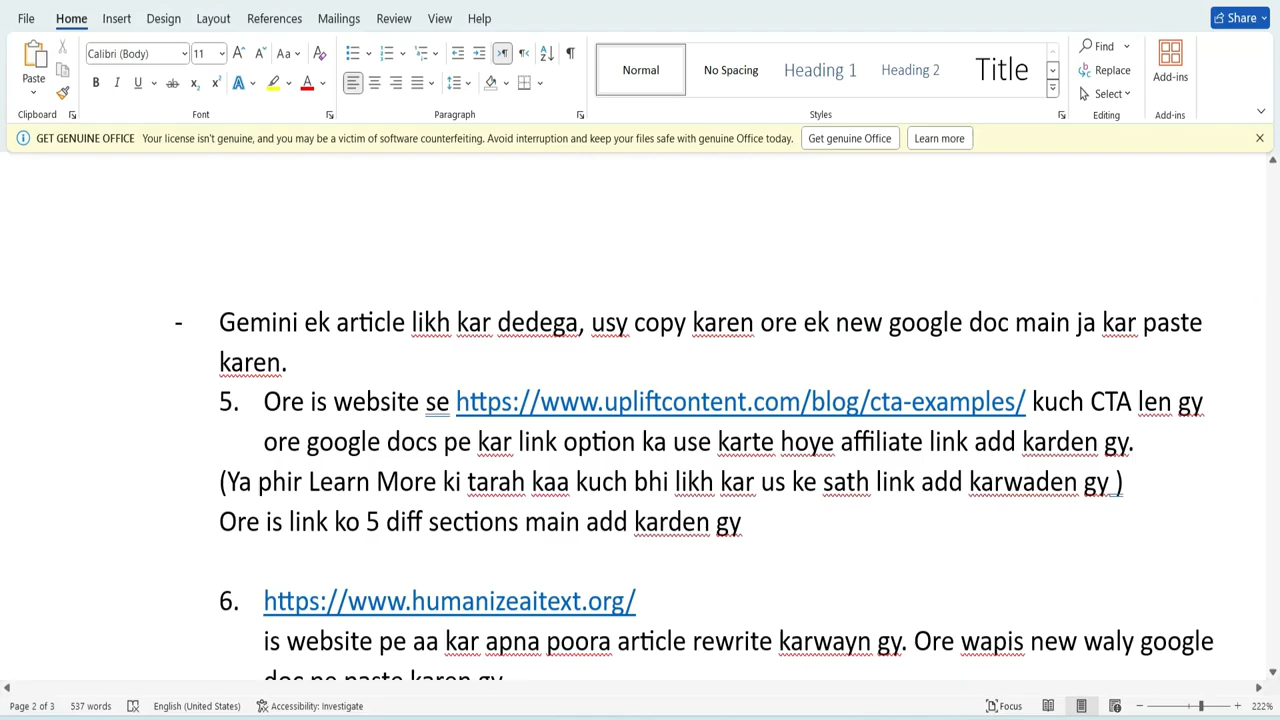 File Home Insert Design Layout References Mailings Review View Help Share
Calibri (Body) 11 Aa Find
Paste Normal No Spacing Heading 1 Heading 2 Title Replace Add-ins
Select
Clipboard Font Paragraph Styles Editing Add-ins
GET GENUINE OFFICE Your license isn't genuine, and you may be a victim of software counterfeiting. Avoid interruption and keep your files safe with genuine Office today. Get genuine Office Learn more
- Gemini ek article likh kar dedega, usy copy karen ore ek new google doc main ja kar paste
karen.
5. Ore is website se https://www.upliftcontent.com/blog/cta-examples/ kuch CTA len gy
ore google docs pe kar link option ka use karte hoye affiliate link add karden gy.
(Ya phir Learn More ki tarah kaa kuch bhi likh kar us ke sath link add karwaden gy )
Ore is link ko 5 diff sections main add karden gy
6. https://www.humanizeaitext.org/
is website pe aa kar apna poora article rewrite karwayn gy. Ore wapis new waly google
doc pe paste karen gy
Page 2 of 3 537 words English (United States) Accessibility: Investigate Focus 222%